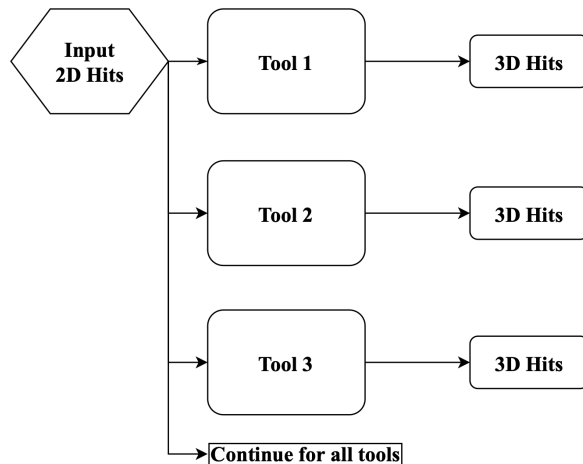 Input
2D Hits
Tool 1
3D Hits
Tool 2
3D Hits
Tool 3
3D Hits
Continue for all tools